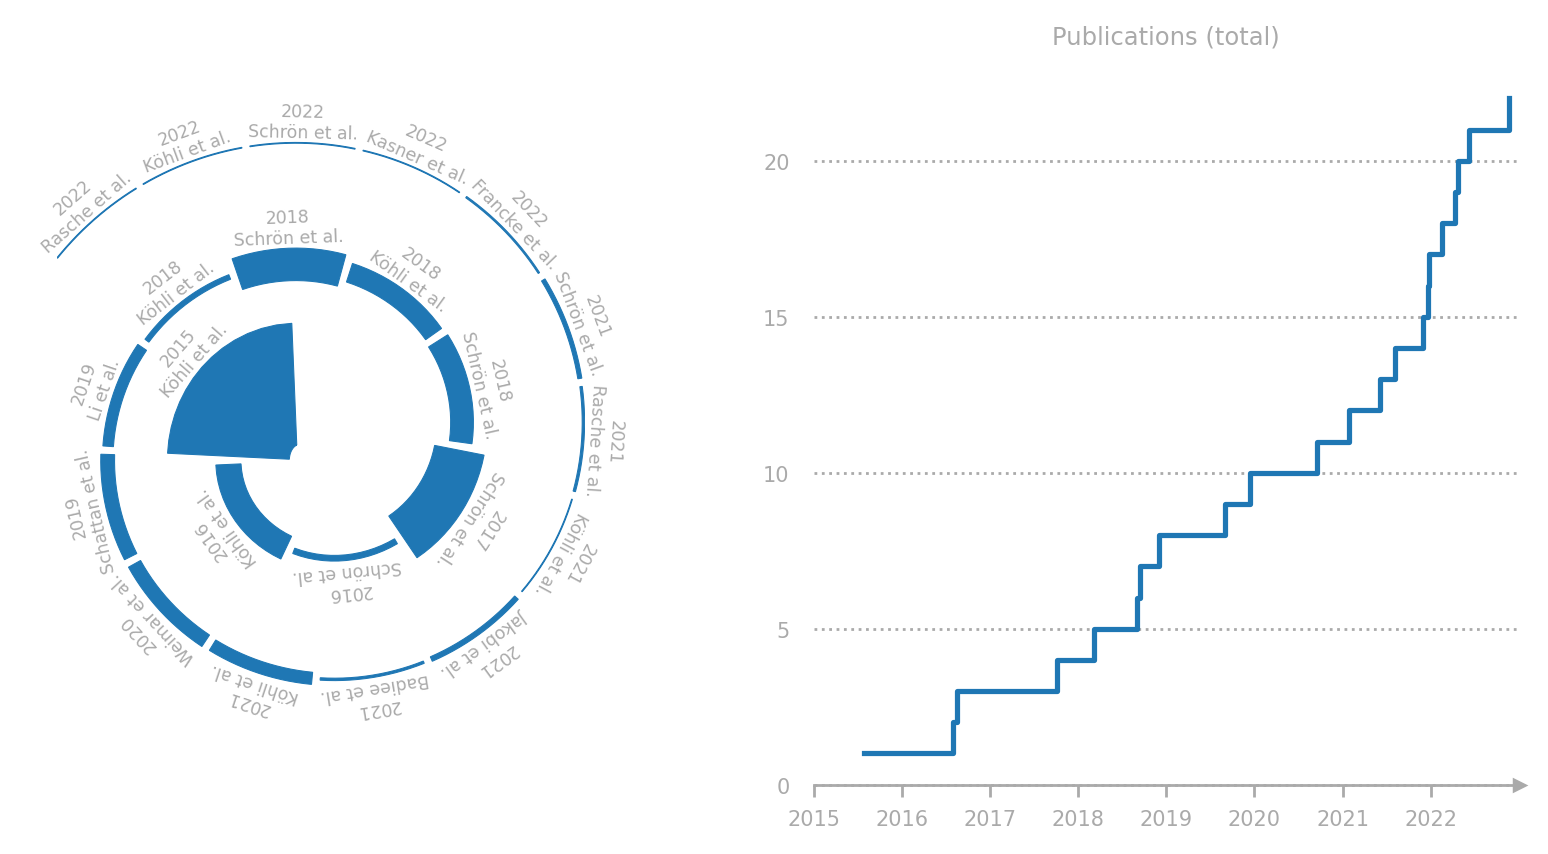 2015
Köhli et al.
2016
Köhli et al.
2016
Schrön et al.
2017
Schrön et al.
2018
Schrön et al.
2018
Köhli et al.
2018
Schrön et al.
2018
Köhli et al.
2019
Li et al.
2019
Schattan et al.
2020
Weimar et al.
2021
Köhli et al.
2021
Badiee et al.
2021
Jakobi et al.
2021
Köhli et al.
2021
Rasche et al.
2021
Schrön et al.
2022
Francke et al.
2022
Kasner et al.
2022
Schrön et al.
2022
Köhli et al.
2022
Rasche et al.
Publications (total)
20
15
10
5
0
2015 2016 2017 2018 2019 2020 2021 2022